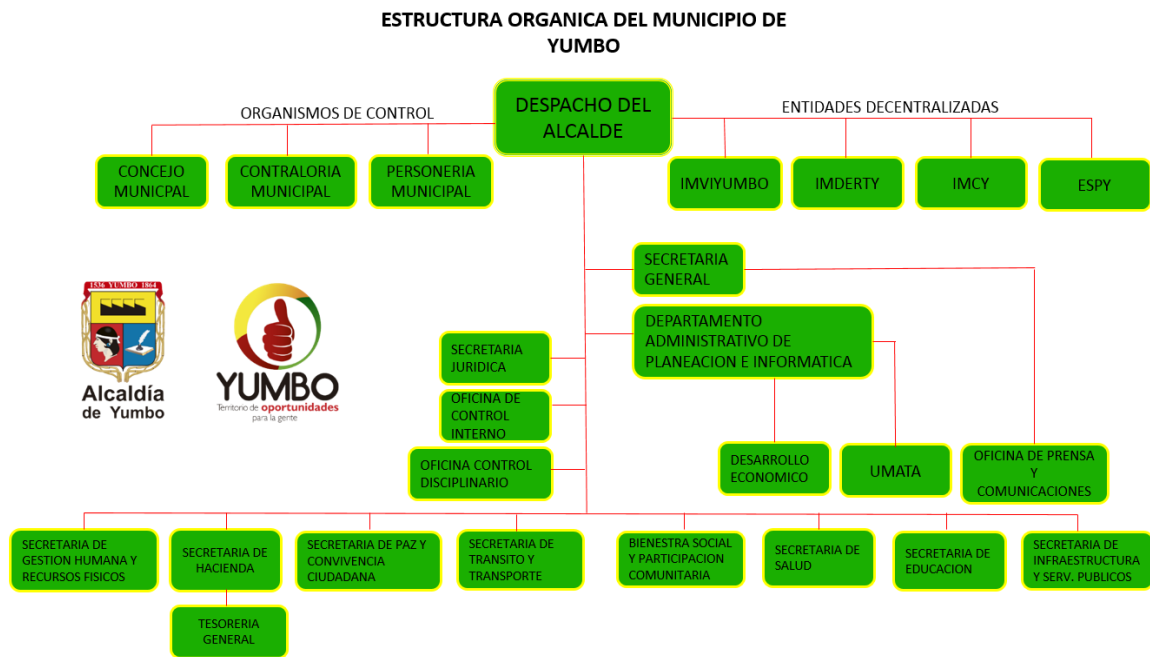 ESTRUCTURA ORGANICA DEL MUNICIPIO DE
YUMBO
ORGANISMOS DE CONTROL
DESPACHO DEL
ALCALDE
ENTIDADES DECENTRALIZADAS
CONCEJO
MUNICPAL
CONTRALORIA
MUNICIPAL
PERSONERIA
MUNICIPAL
IMVIYUMBO
IMDERTY
IMCY
ESPY
SECRETARIA
GENERAL
DEPARTAMENTO
ADMINISTRATIVO DE
PLANEACION E INFORMATICA
1536 YUMBO 1864
Alcaldía
de Yumbo
YUMBO
Territorio de oportunidades
para la gente
SECRETARIA
JURIDICA
OFICINA DE
CONTROL
INTERNO
OFICINA CONTROL
DISCIPLINARIO
DESARROLLO
ECONOMICO
UMATA
OFICINA DE PRENSA
Y
COMUNICACIONES
SECRETARIA DE
GESTION HUMANA Y
RECURSOS FISICOS
SECRETARIA DE
HACIENDA
SECRETARIA DE PAZ Y
CONVIVENCIA
CIUDADANA
SECRETARIA DE
TRANSITO Y
TRANSPORTE
BIENESTRA SOCIAL
Y PARTICIPACION
COMUNITARIA
SECRETARIA DE
SALUD
SECRETARIA DE
EDUCACION
SECRETARIA DE
INFRAESTRUCTURA
Y SERV. PUBLICOS
TESORERIA
GENERAL